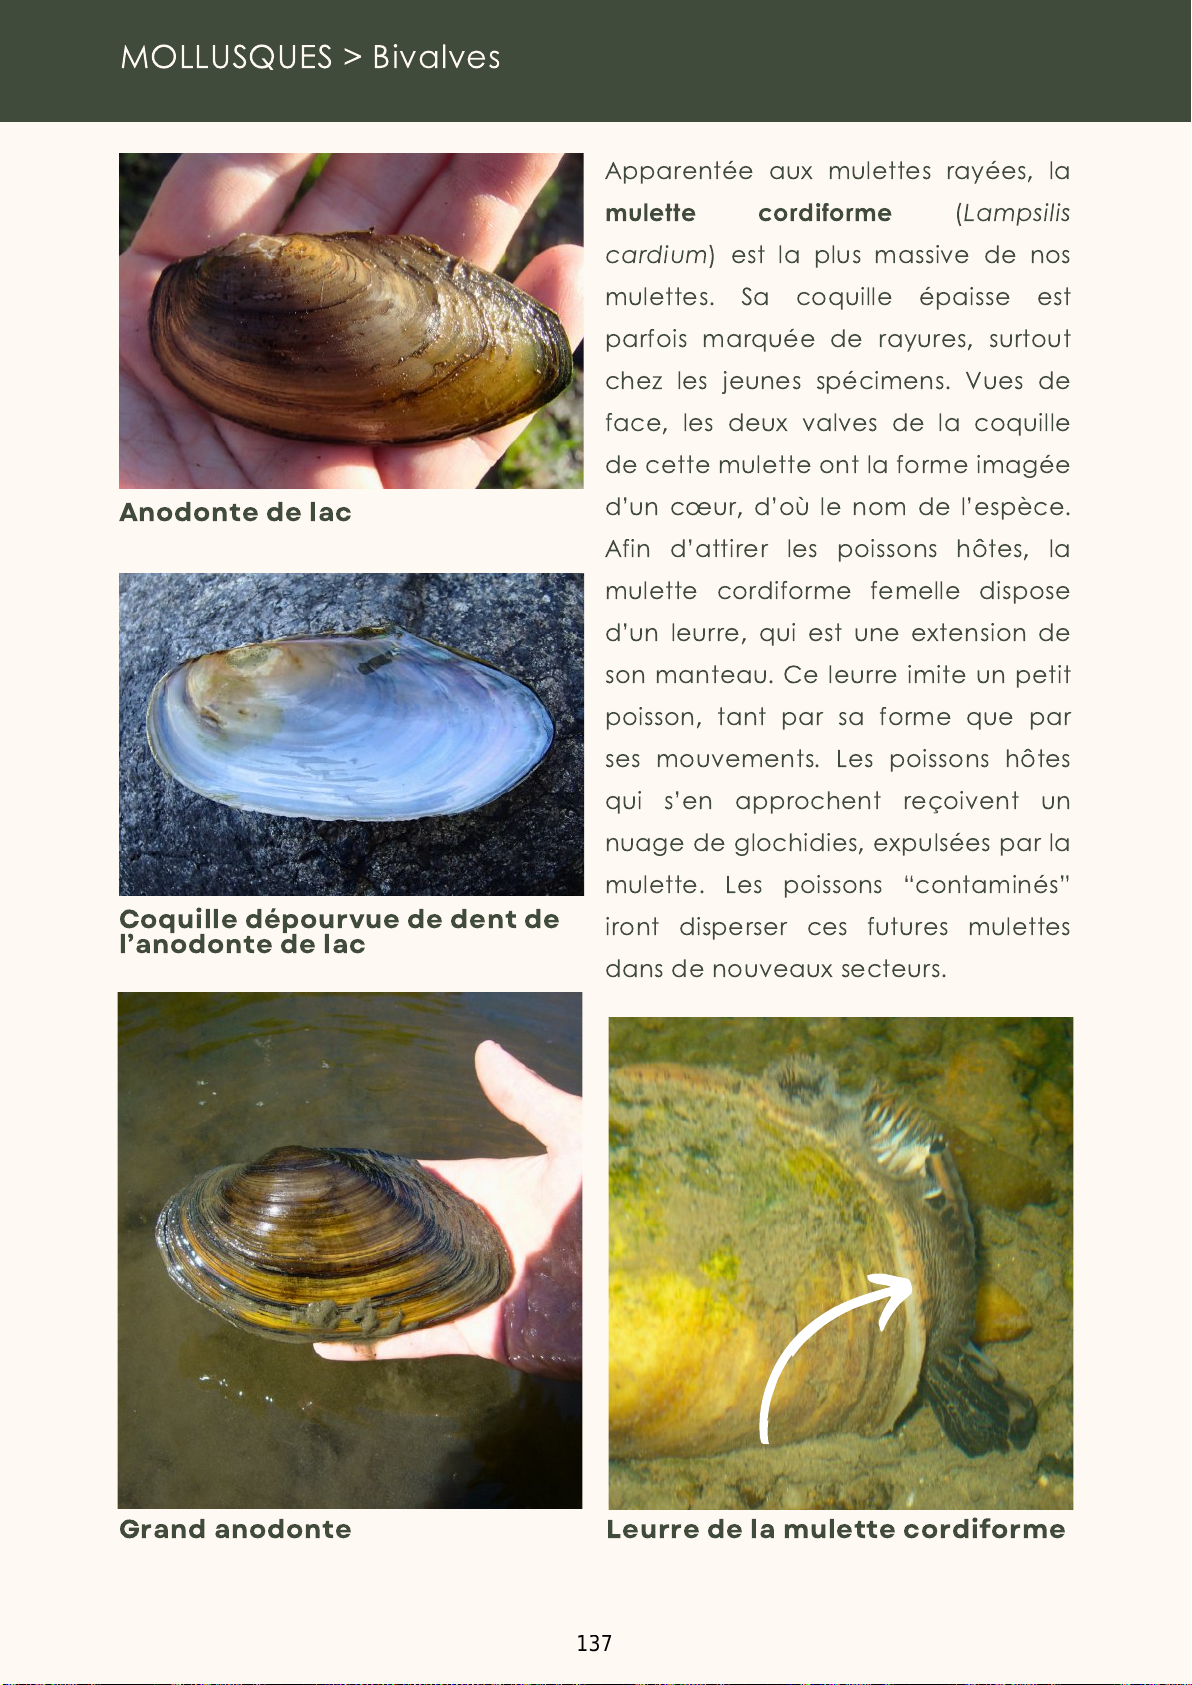 MOLLUSQUES > Bivalves
Anodonte de lac
Coquille dépourvue de dent de
l'anodonte de lac
Grand anodonte
Apparentée aux mulettes rayées, la
mulette cordiforme (Lampsilis
cardium) est la plus massive de nos
mulettes. Sa coquille épaisse est
parfois marquée de rayures, surtout
chez les jeunes spécimens. Vues de
face, les deux valves de la coquille
de cette mulette ont la forme imagée
d'un cœur, d'où le nom de l'espèce.
Afin d'attirer les poissons hôtes, la
mulette cordiforme femelle dispose
d'un leurre, qui est une extension de
son manteau. Ce leurre imite un petit
poisson, tant par sa forme que par
ses mouvements. Les poissons hôtes
qui s'en approchent reçoivent un
nuage de glochidies, expulsées par la
mulette. Les poissons “contaminés”
iront disperser ces futures mulettes
dans de nouveaux secteurs.
Leurre de la mulette cordiforme
137